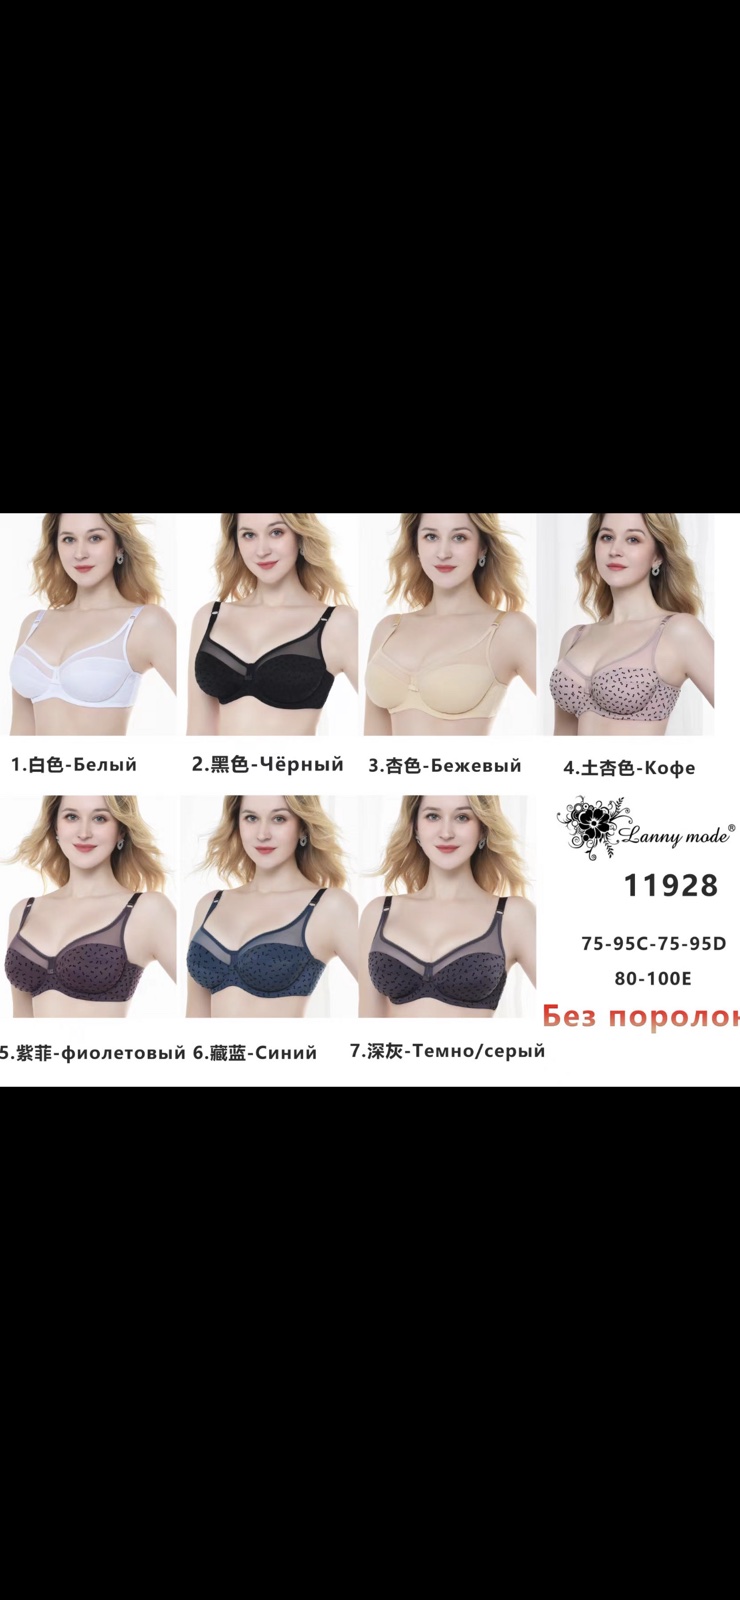 1.白色-Белый
2.黑色-Чёрный
3.杏色-Бежевый
4.土杏色-Кофе
Lanny mode®
11928
75-95C-75-95D
80-100E
Без поролон
5.紫菲-фиолетовый
6.藏蓝-Синий
7.深灰-Темно/серый